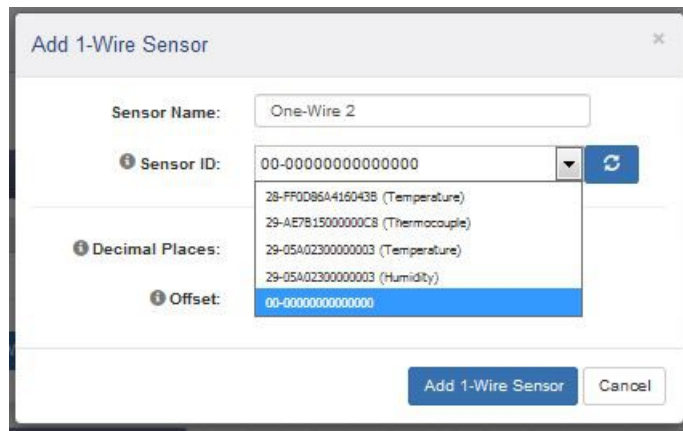 Add 1-Wire Sensor
×
Sensor Name: One-Wire 2
Sensor ID: 00-00000000000000
28-FF0D86A416043B (Temperature)
29-AE7B15000000C8 (Thermocouple)
29-05A02300000003 (Temperature)
Decimal Places:
29-05A02300000003 (Humidity)
Offset:
00-00000000000000
Add 1-Wire Sensor Cancel